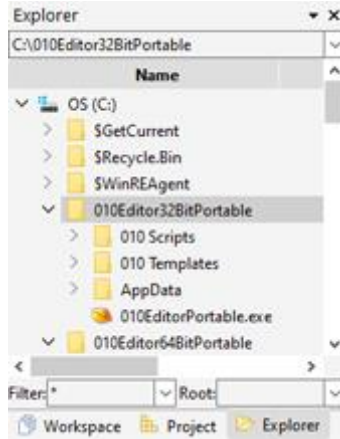 Explorer
C:\010Editor32BitPortable
Name
OS (C:)
$GetCurrent
$Recycle.Bin
$WinREAgent
010Editor32BitPortable
010 Scripts
010 Templates
AppData
010EditorPortable.exe
010Editor64BitPortable
Filter: * Root:
Workspace Project Explorer